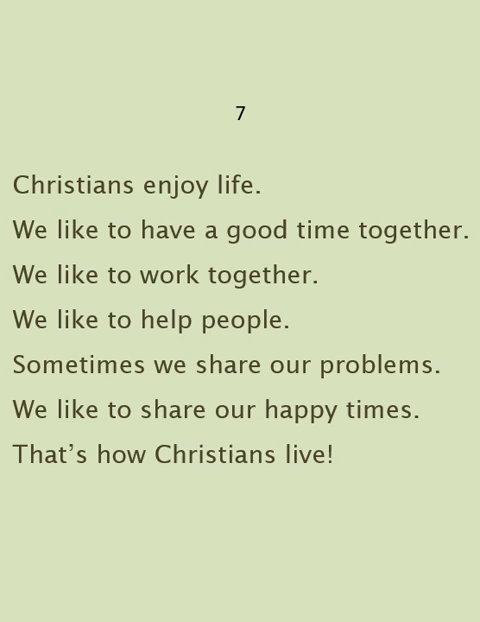 7
Christians enjoy life.
We like to have a good time together.
We like to work together.
We like to help people.
Sometimes we share our problems.
We like to share our happy times.
That’s how Christians live!